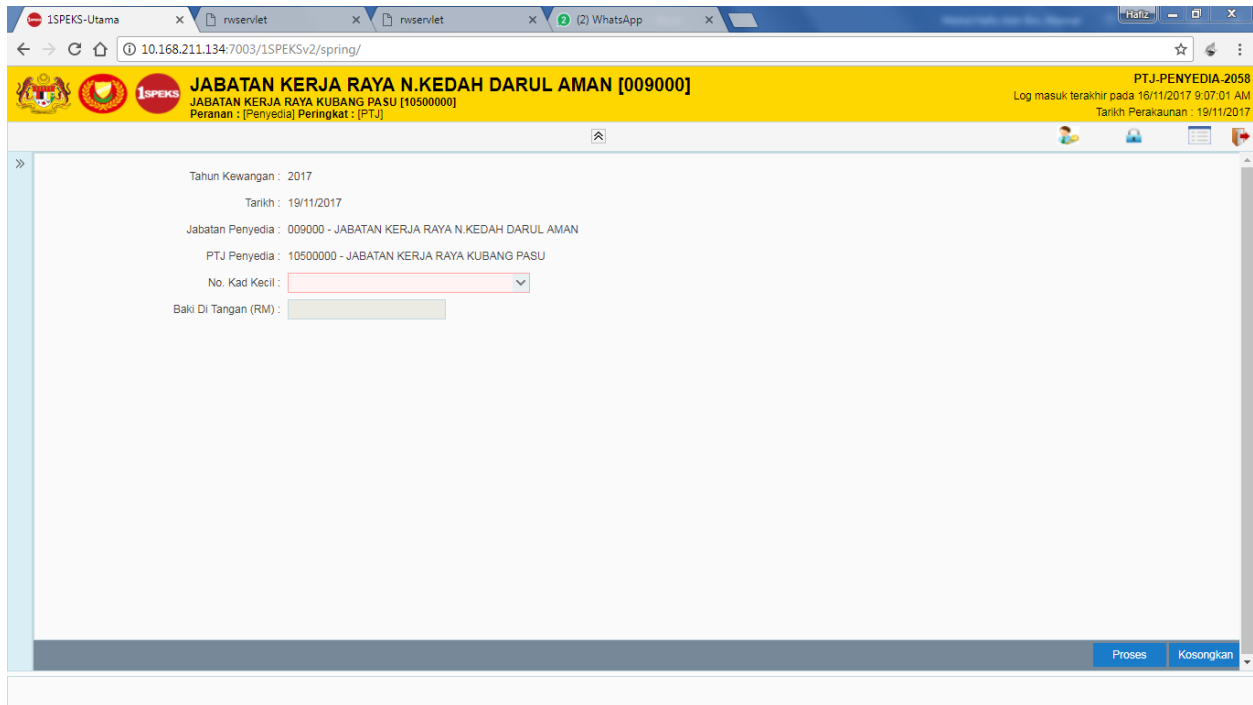 1SPEKS-Utama
rwservlet
rwservlet
2 (2) WhatsApp
Hafiz
10.168.211.134:7003/1SPEKSv2/spring/
1SPEKS
JABATAN KERJA RAYA N.KEDAH DARUL AMAN [009000]
JABATAN KERJA RAYA KUBANG PASU [10500000]
Peranan : [Penyedia] Peringkat : [PTJ]
PTJ-PENYEDIA-2058
Log masuk terakhir pada 16/11/2017 9:07:01 AM
Tarikh Perakaunan : 19/11/2017
Tahun Kewangan : 2017
Tarikh : 19/11/2017
Jabatan Penyedia : 009000 - JABATAN KERJA RAYA N.KEDAH DARUL AMAN
PTJ Penyedia : 10500000 - JABATAN KERJA RAYA KUBANG PASU
No. Kad Kecil :
Baki Di Tangan (RM) :
Proses
Kosongkan